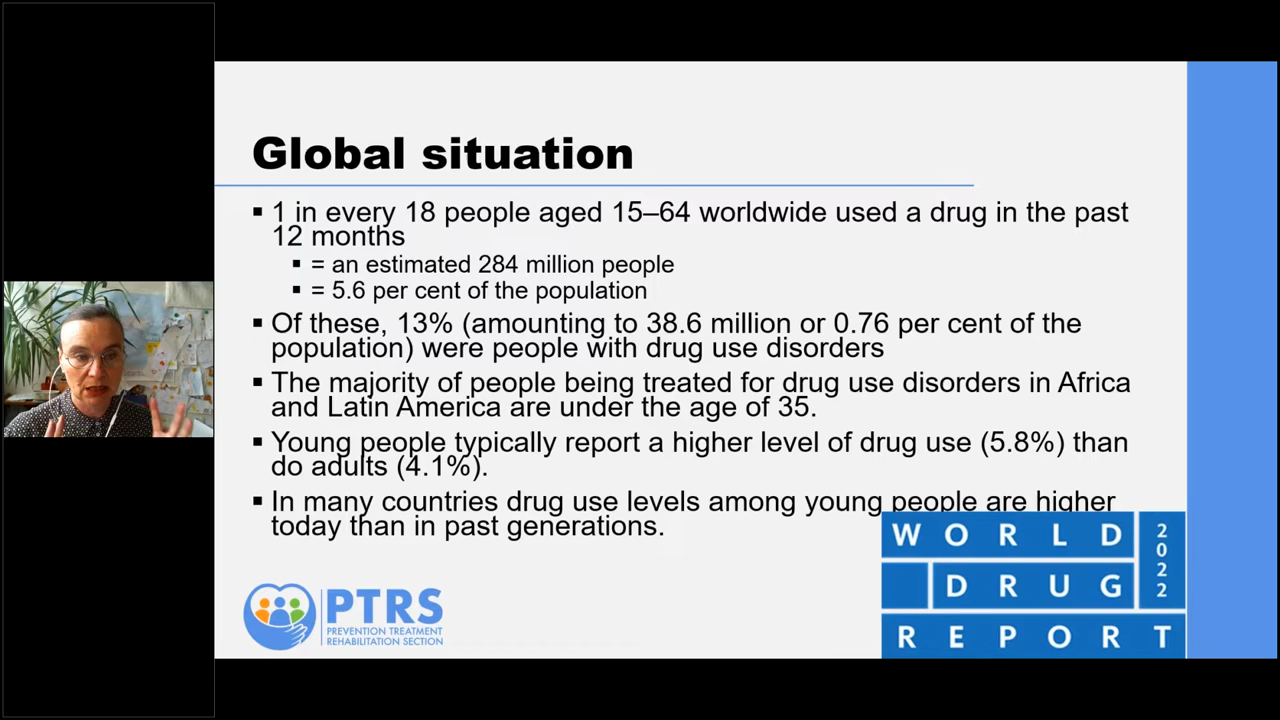 Global situation
▪ 1 in every 18 people aged 15–64 worldwide used a drug in the past
12 months
▪ = an estimated 284 million people
▪ = 5.6 per cent of the population
▪ Of these, 13% (amounting to 38.6 million or 0.76 per cent of the
population) were people with drug use disorders
▪ The majority of people being treated for drug use disorders in Africa
and Latin America are under the age of 35.
▪ Young people typically report a higher level of drug use (5.8%) than
do adults (4.1%).
▪ In many countries drug use levels among young people are higher
today than in past generations.
PTRS
PREVENTION TREATMENT
REHABILITATION SECTION
WORLD
DRUG
REPORT
2022